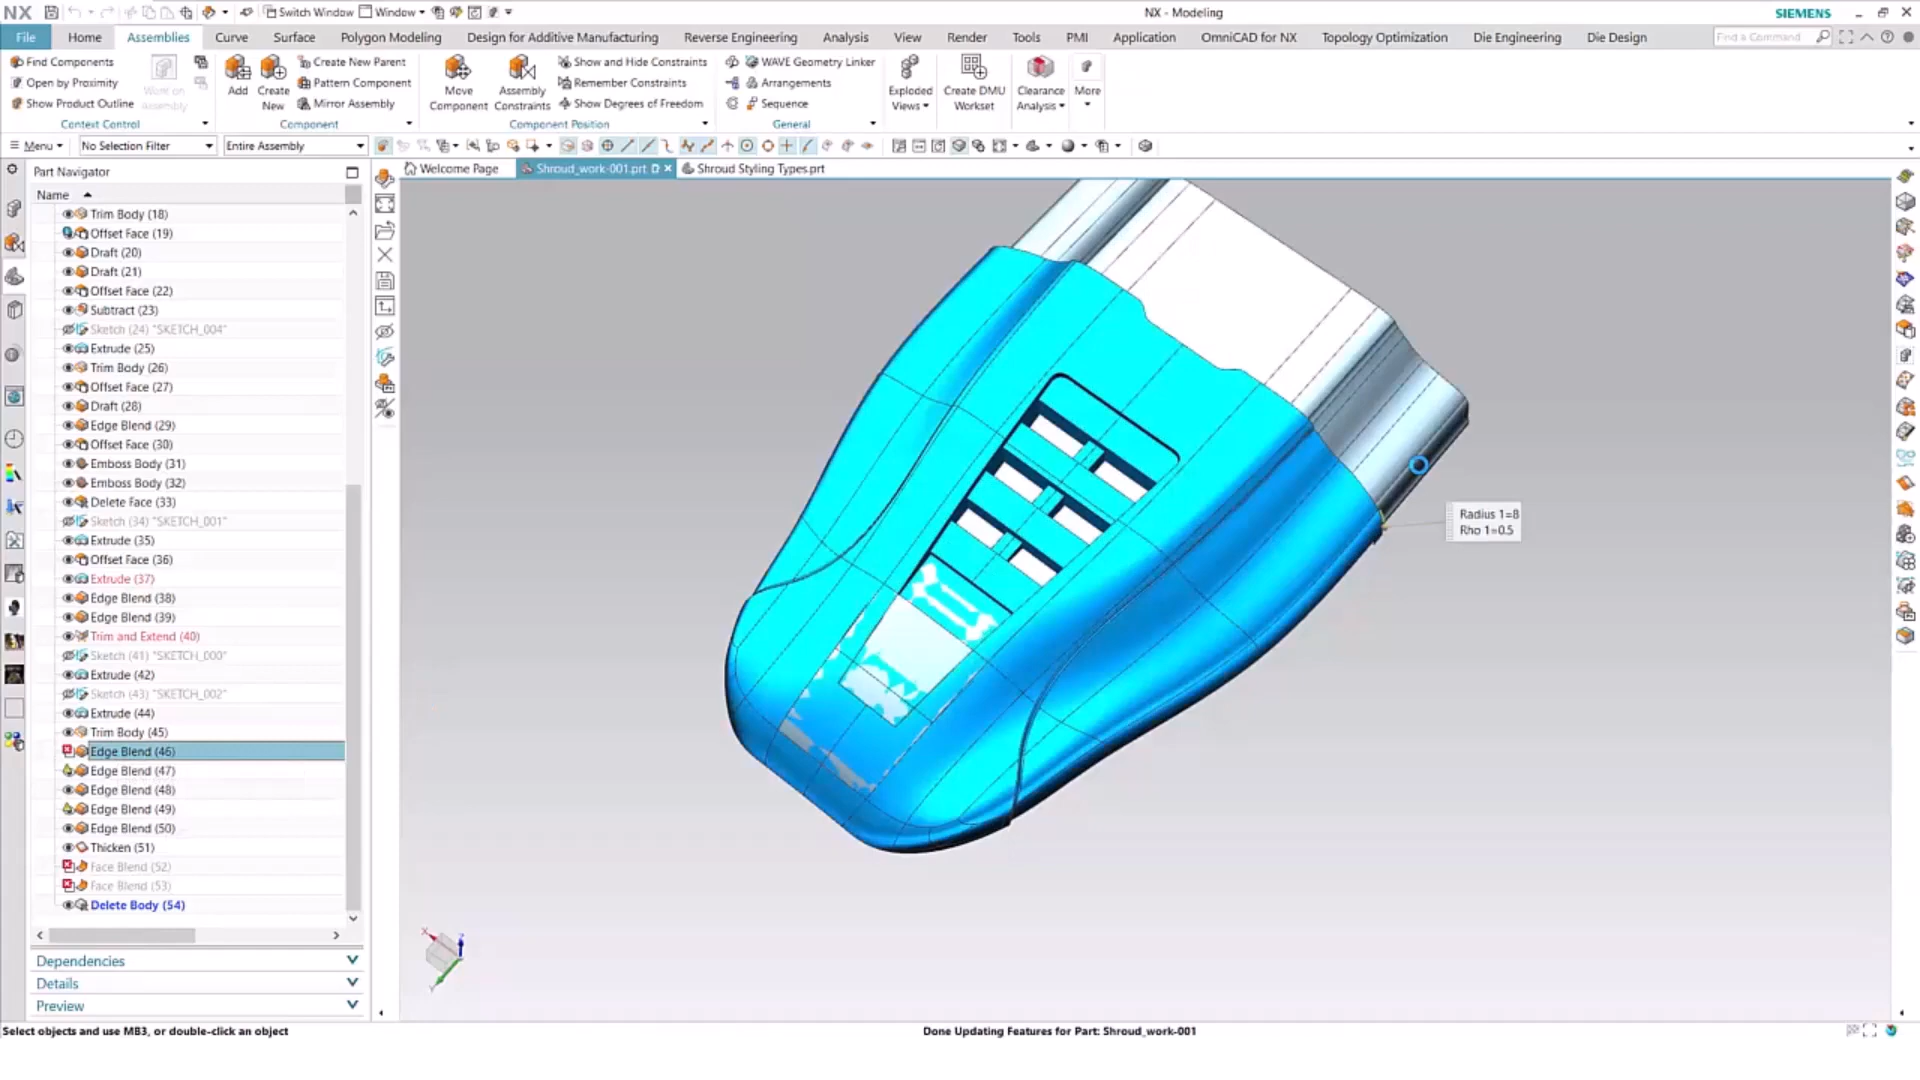 NX
Switch Window
Window
NX - Modeling
SIEMENS
File
Home
Assemblies
Curve
Surface
Polygon Modeling
Design for Additive Manufacturing
Reverse Engineering
Analysis
View
Render
Tools
PMI
Application
OmniCAD for NX
Topology Optimization
Die Engineering
Die Design
Find a Command
Find Components
Open by Proximity
Show Product Outline
Work on
Assembly
Context Control
Add
Create
New
Create New Parent
Pattern Component
Mirror Assembly
Component
Move
Component
Assembly
Constraints
Show and Hide Constraints
Remember Constraints
Show Degrees of Freedom
Component Position
WAVE Geometry Linker
Arrangements
Sequence
General
Exploded
Views
Create DMU
Workset
Clearance
Analysis
More
Menu
No Selection Filter
Entire Assembly
Part Navigator
Welcome Page
Shroud_work-001.prt
Shroud Styling Types.prt
Name
Trim Body (18)
Offset Face (19)
Draft (20)
Draft (21)
Offset Face (22)
Subtract (23)
Sketch (24) "SKETCH_004"
Extrude (25)
Trim Body (26)
Offset Face (27)
Draft (28)
Edge Blend (29)
Offset Face (30)
Emboss Body (31)
Emboss Body (32)
Delete Face (33)
Sketch (34) "SKETCH_001"
Extrude (35)
Offset Face (36)
Extrude (37)
Edge Blend (38)
Edge Blend (39)
Trim and Extend (40)
Sketch (41) "SKETCH_000"
Extrude (42)
Sketch (43) "SKETCH_002"
Extrude (44)
Trim Body (45)
Edge Blend (46)
Edge Blend (47)
Edge Blend (48)
Edge Blend (49)
Edge Blend (50)
Thicken (51)
Face Blend (52)
Face Blend (53)
Delete Body (54)
Radius 1=8
Rho 1=0.5
X
Z
Y
Dependencies
Details
Preview
Select objects and use MB3, or double-click an object
Done Updating Features for Part: Shroud_work-001